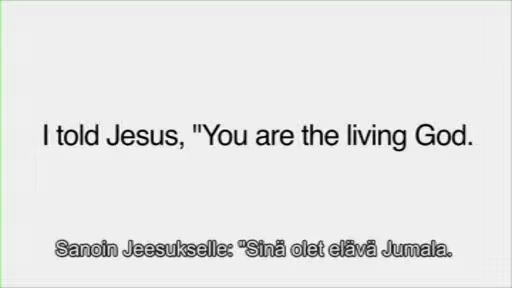 I told Jesus, "You are the living God.
Sanoin Jeesukselle: "Sinä olet elävä Jumala.